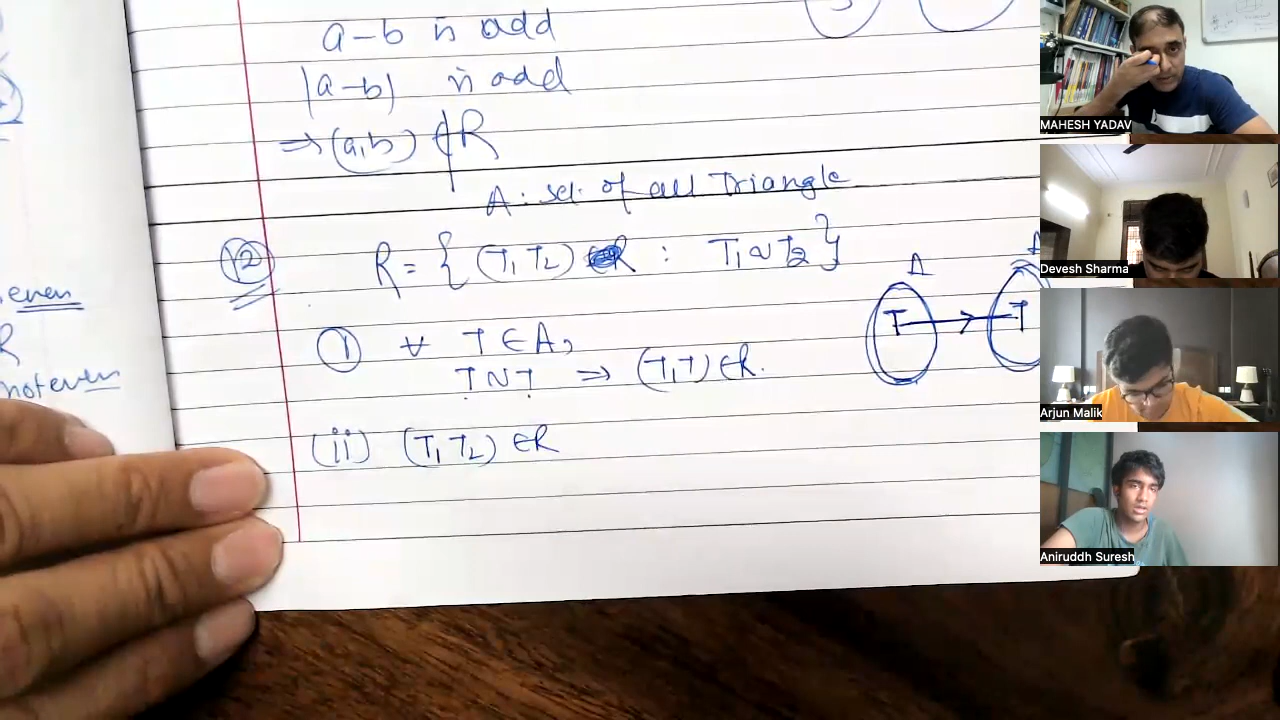 a-b is odd
|a-b| is odd
⇒ (a,b) ∉ R
A: set of all Triangle
12 R = { (T1, T2) : T1 ~ T2 }
① ∀ T ∈ A,
T ~ T ⇒ (T, T) ∈ R.
(ii) (T1, T2) ∈ R
A
A
T
T
even
R
not even
MAHESH YADAV
Devesh Sharma
Arjun Malik
Aniruddh Suresh